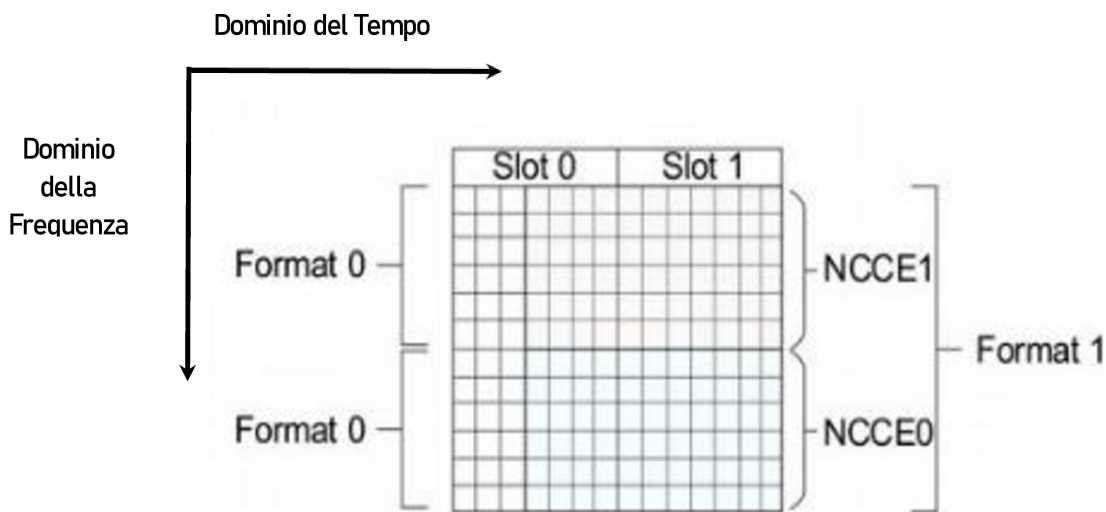 Dominio del Tempo
Dominio
della
Frequenza
Slot 0 Slot 1
Format 0
NCCE1
Format 1
Format 0
NCCE0